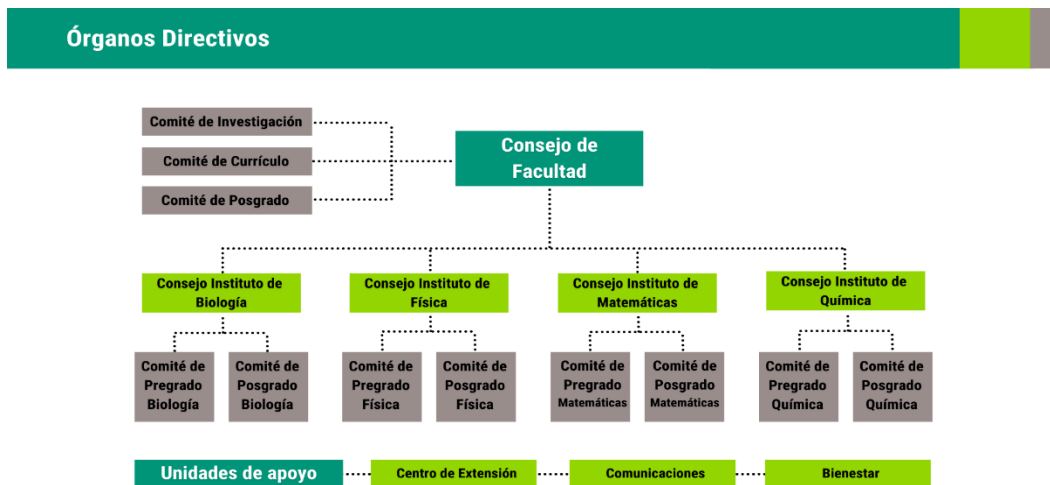 Órganos Directivos
Comité de Investigación
Comité de Currículo
Comité de Posgrado
Consejo de
Facultad
Consejo Instituto de
Biología
Consejo Instituto de
Física
Consejo Instituto de
Matemáticas
Consejo Instituto de
Química
Comité de
Pregrado
Biología
Comité de
Posgrado
Biología
Comité de
Pregrado
Física
Comité de
Posgrado
Física
Comité de
Pregrado
Matemáticas
Comité de
Posgrado
Matemáticas
Comité de
Pregrado
Química
Comité de
Posgrado
Química
Unidades de apoyo
Centro de Extensión
Comunicaciones
Bienestar